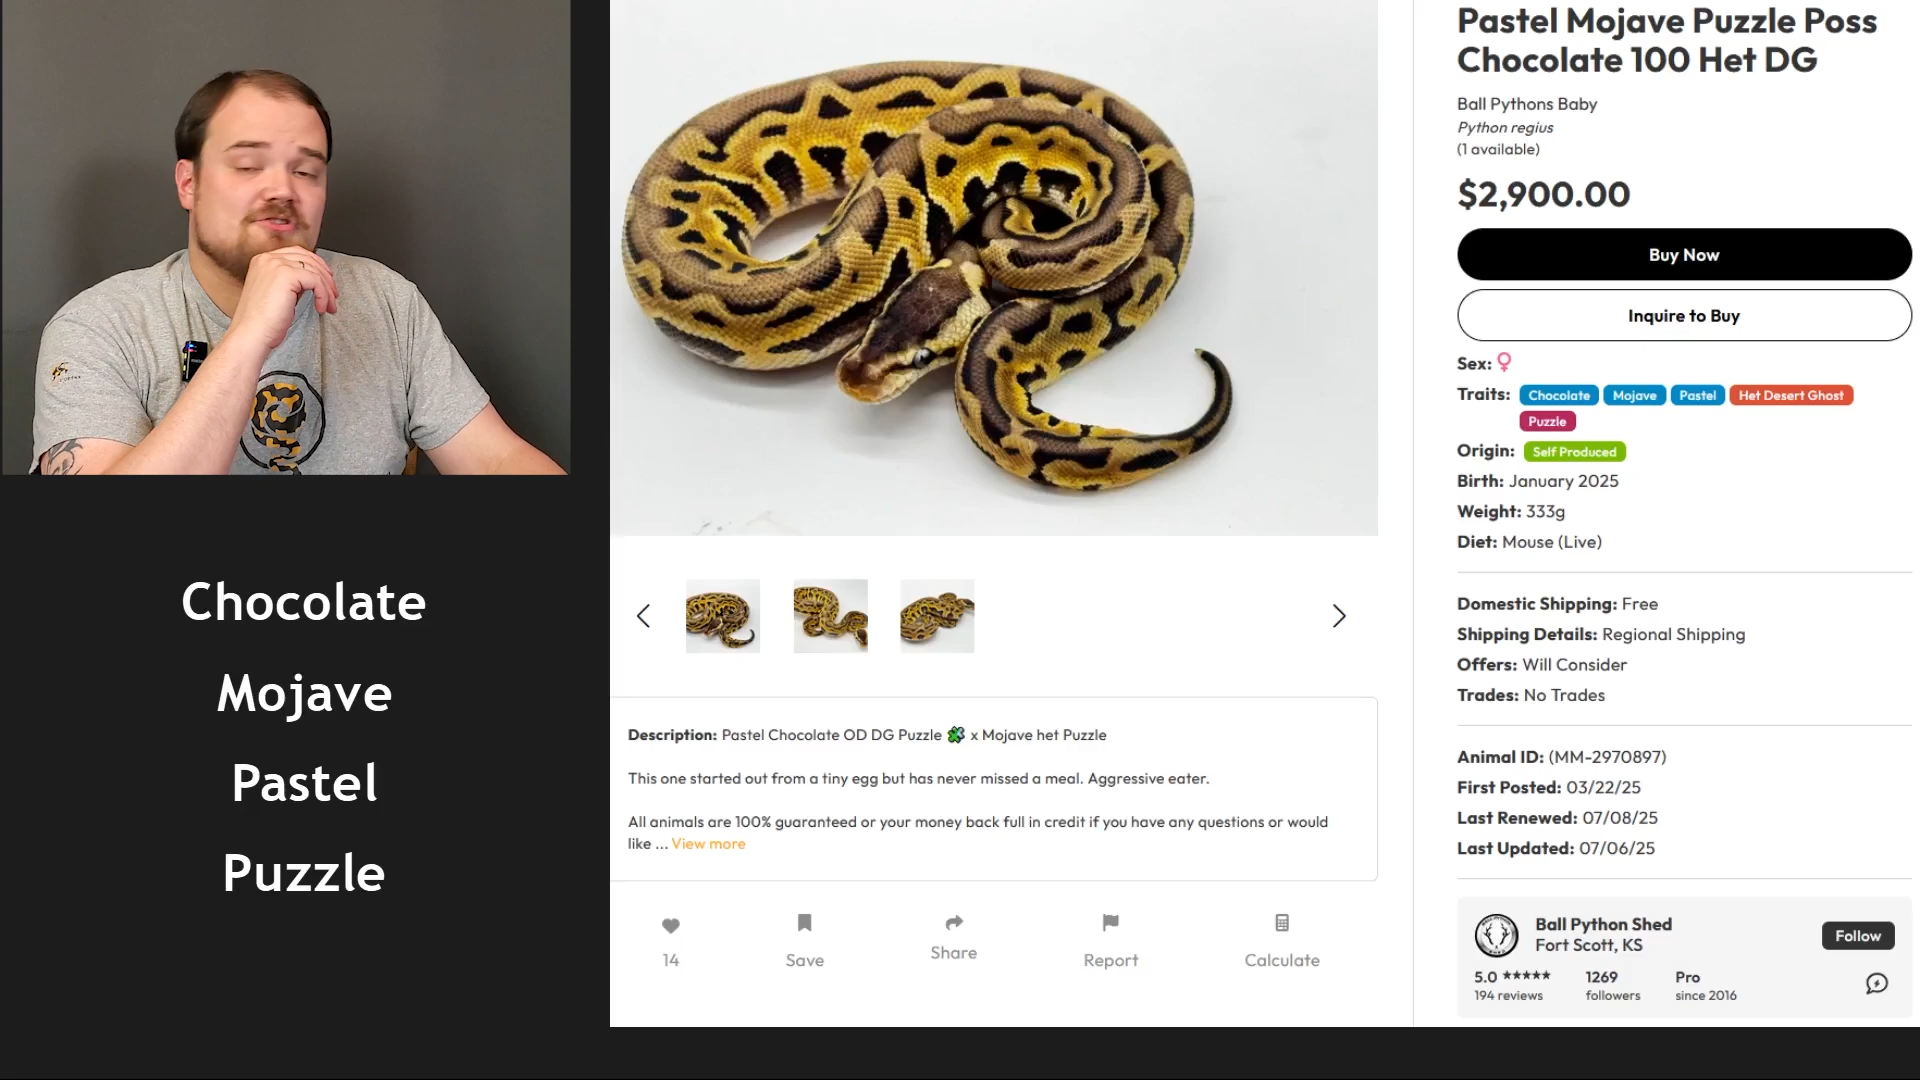 Chocolate
Mojave
Pastel
Puzzle
Description: Pastel Chocolate OD DG Puzzle 🧩 x Mojave het Puzzle
This one started out from a tiny egg but has never missed a meal. Aggressive eater.
All animals are 100% guaranteed or your money back full in credit if you have any questions or would
like ... View more
14
Save
Share
Report
Calculate
Pastel Mojave Puzzle Poss
Chocolate 100 Het DG
Ball Pythons Baby
Python regius
(1 available)
$2,900.00
Buy Now
Inquire to Buy
Sex: ♀
Traits: Chocolate Mojave Pastel Het Desert Ghost
Puzzle
Origin: Self Produced
Birth: January 2025
Weight: 333g
Diet: Mouse (Live)
Domestic Shipping: Free
Shipping Details: Regional Shipping
Offers: Will Consider
Trades: No Trades
Animal ID: (MM-2970897)
First Posted: 03/22/25
Last Renewed: 07/08/25
Last Updated: 07/06/25
Ball Python Shed
Fort Scott, KS
Follow
5.0 ★★★★★
194 reviews
1269
followers
Pro
since 2016